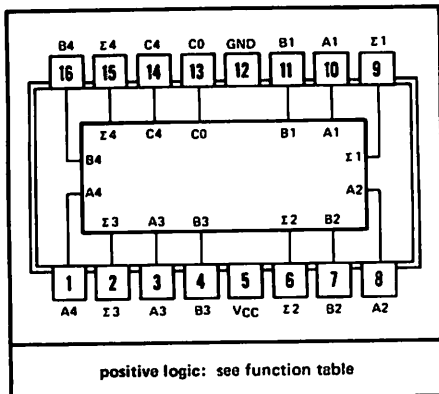 B4 Σ4 C4 C0 GND B1 A1 Σ1
16 15 14 13 12 11 10 9
Σ4 C4 C0 B1 A1
B4 Σ1
A4 A2
Σ3 A3 B3 Σ2 B2
1 2 3 4 5 6 7 8
A4 Σ3 A3 B3 VCC Σ2 B2 A2
positive logic: see function table